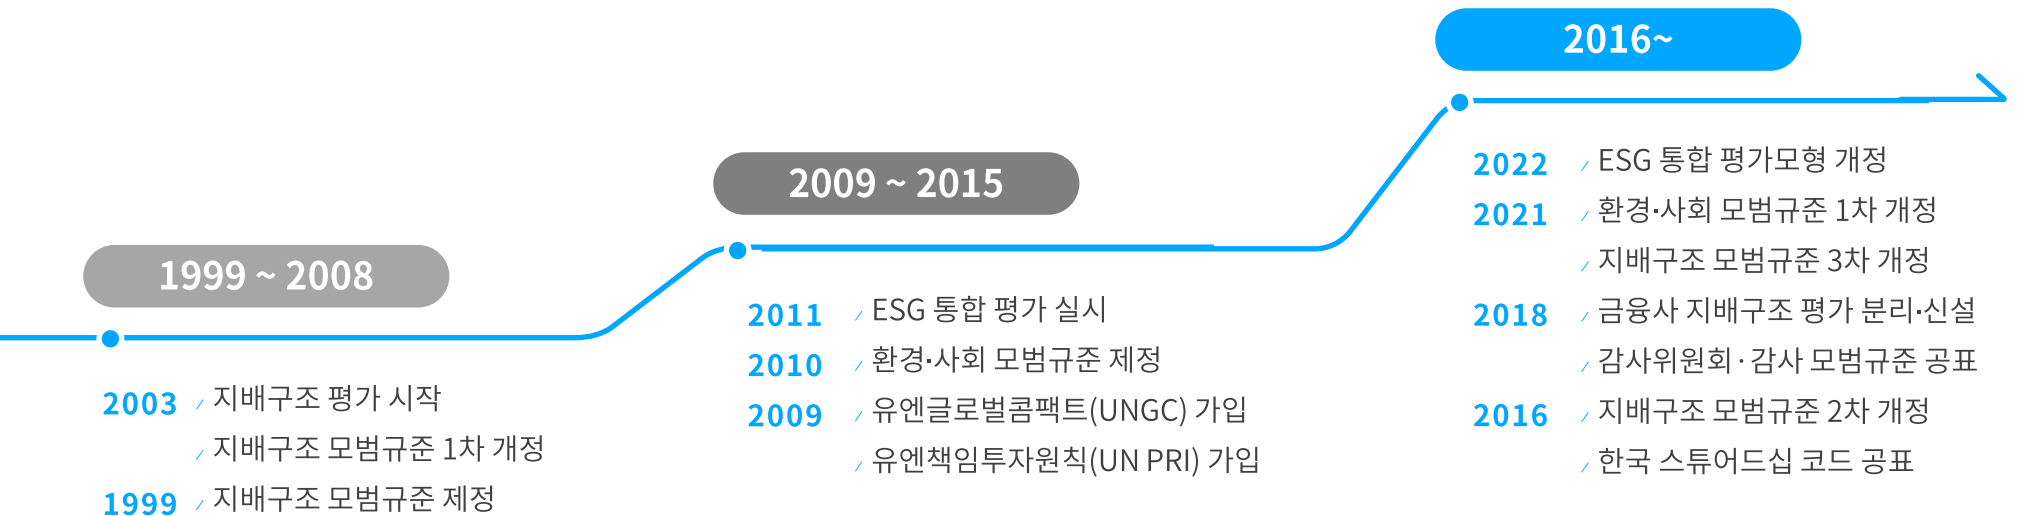 1999 ~ 2008
2003 지배구조 평가 시작
지배구조 모범규준 1차 개정
1999 지배구조 모범규준 제정
2009 ~ 2015
2011 ESG 통합 평가 실시
2010 환경·사회 모범규준 제정
2009 유엔글로벌콤팩트(UNGC) 가입
유엔책임투자원칙(UN PRI) 가입
2016~
2022 ESG 통합 평가모형 개정
2021 환경·사회 모범규준 1차 개정
지배구조 모범규준 3차 개정
2018 금융사 지배구조 평가 분리·신설
감사위원회·감사 모범규준 공표
2016 지배구조 모범규준 2차 개정
한국 스튜어드십 코드 공표